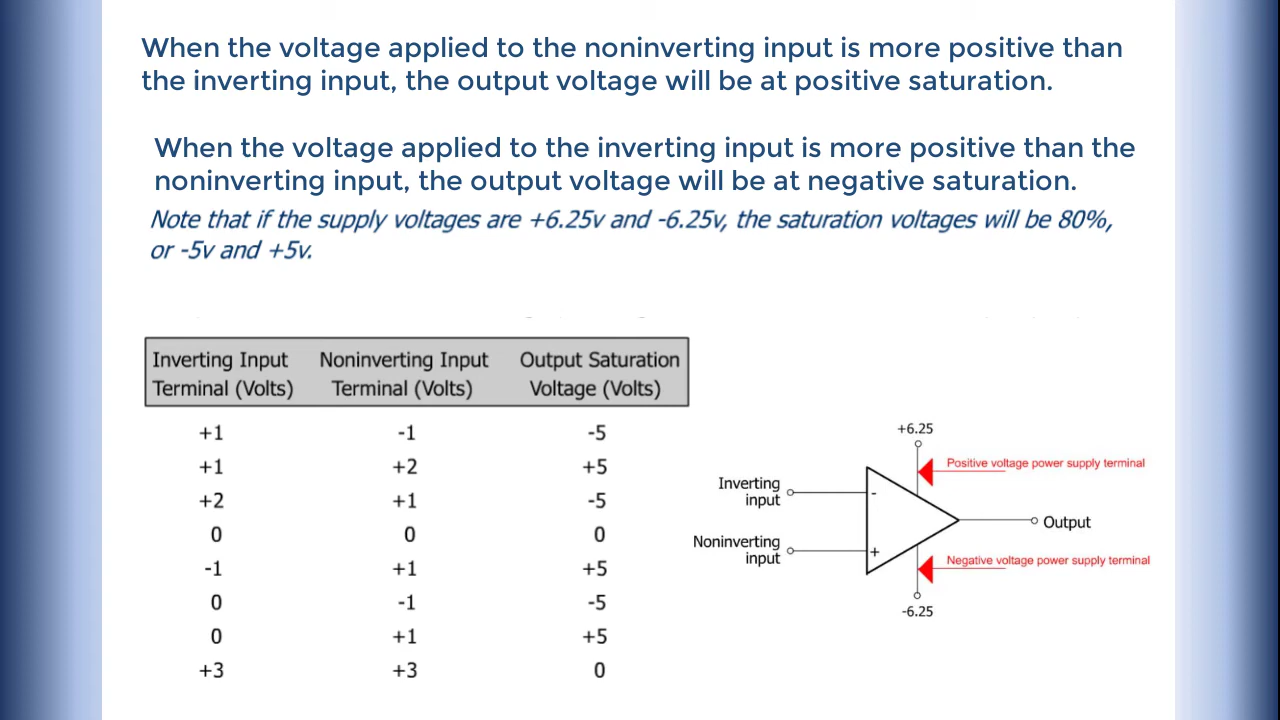 When the voltage applied to the noninverting input is more positive than
the inverting input, the output voltage will be at positive saturation.
When the voltage applied to the inverting input is more positive than the
noninverting input, the output voltage will be at negative saturation.
Note that if the supply voltages are +6.25v and -6.25v, the saturation voltages will be 80%,
or -5v and +5v.
Inverting Input Noninverting Input Output Saturation
Terminal (Volts) Terminal (Volts) Voltage (Volts)
+1 -1 -5
+1 +2 +5
+2 +1 -5
0 0 0
-1 +1 +5
0 -1 -5
0 +1 +5
+3 +3 0
+6.25
Positive voltage power supply terminal
Inverting
input
-
Output
Noninverting
input
+
Negative voltage power supply terminal
-6.25